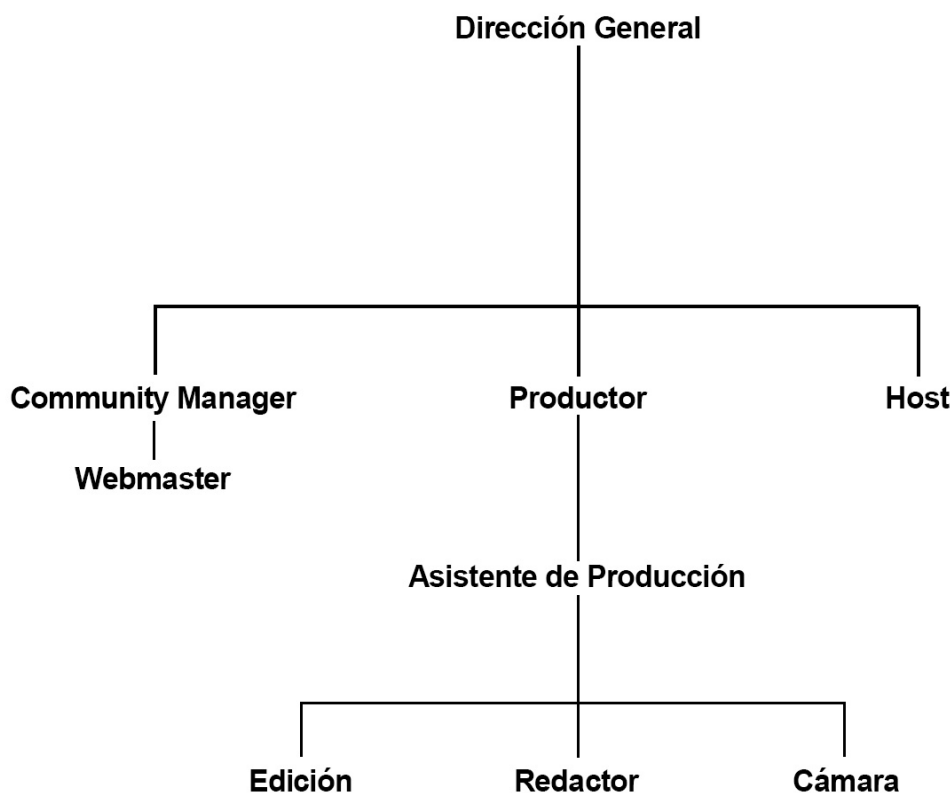 Dirección General
Community Manager
Productor
Host
Webmaster
Asistente de Producción
Edición
Redactor
Cámara